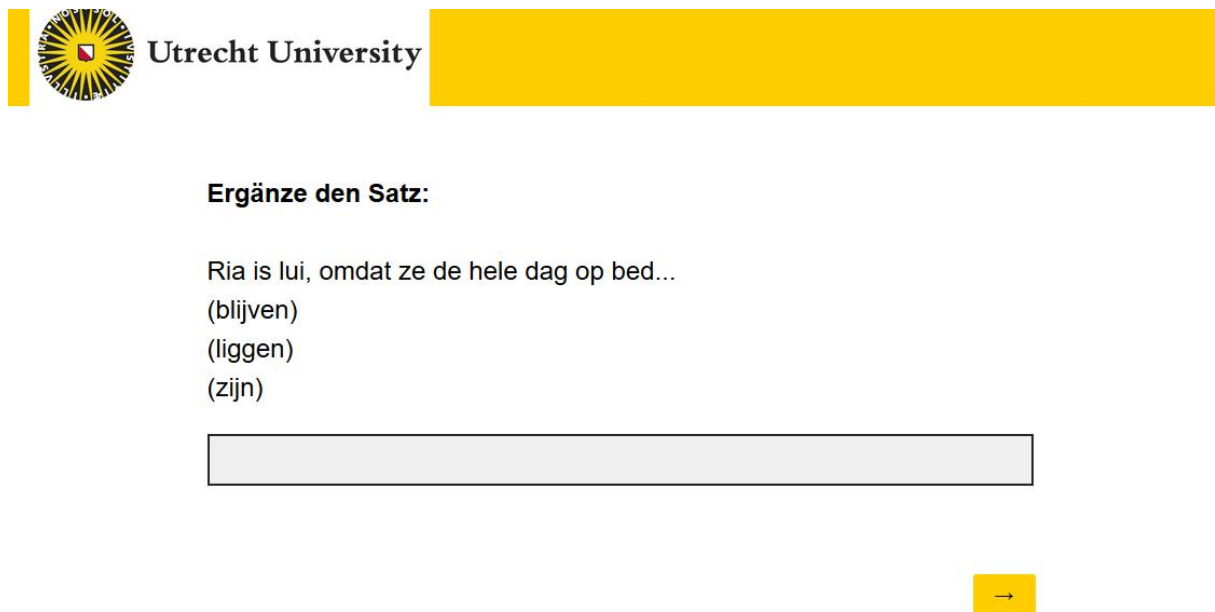 Utrecht University
Ergänze den Satz:
Ria is lui, omdat ze de hele dag op bed...
(blijven)
(liggen)
(zijn)
→